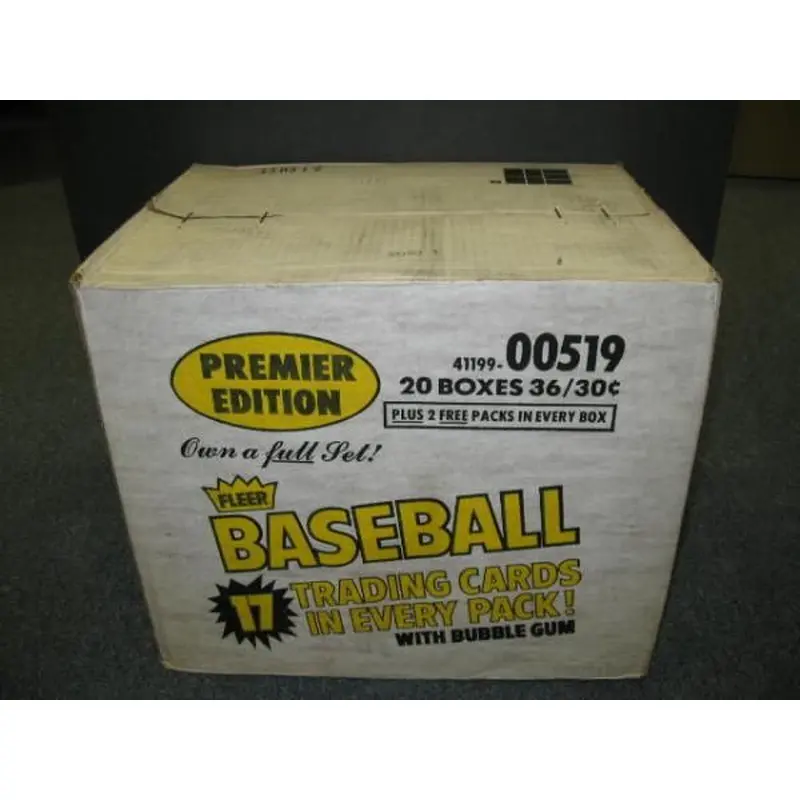 PREMIER
EDITION
41199-00519
20 BOXES 36/30¢
PLUS 2 FREE PACKS IN EVERY BOX
Own a full Set!
FLEER
BASEBALL
17
TRADING CARDS
IN EVERY PACK!
WITH BUBBLE GUM